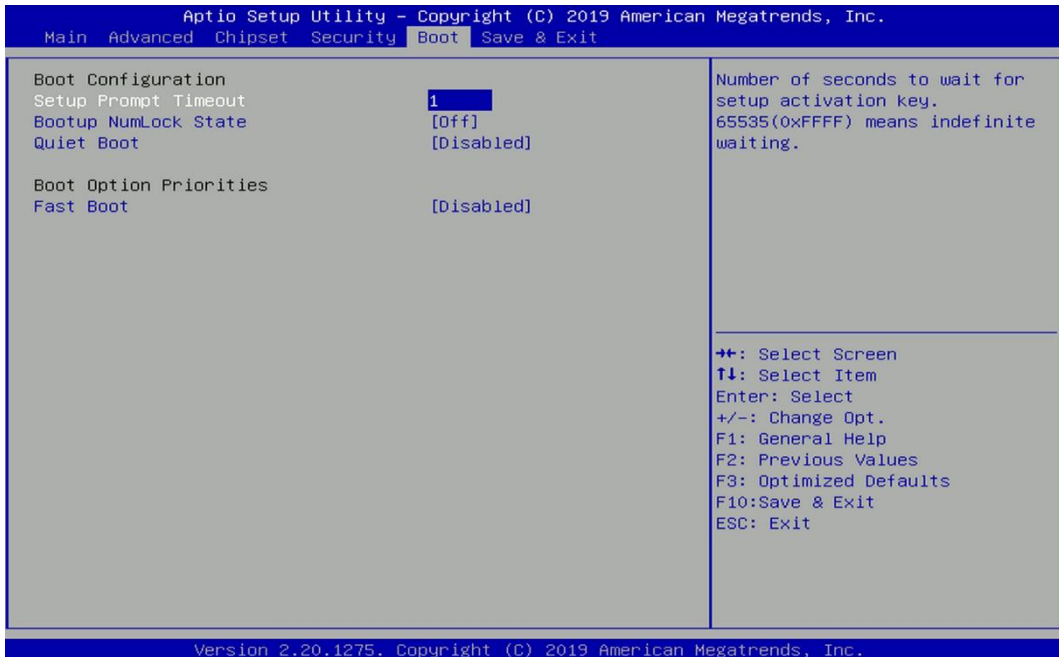 Aptio Setup Utility – Copyright (C) 2019 American Megatrends, Inc.
Main Advanced Chipset Security Boot Save & Exit
Boot Configuration
Setup Prompt Timeout 1
Bootup NumLock State [Off]
Quiet Boot [Disabled]
Boot Option Priorities
Fast Boot [Disabled]
Number of seconds to wait for
setup activation key.
65535(0xFFFF) means indefinite
waiting.
→←: Select Screen
↑↓: Select Item
Enter: Select
+/-: Change Opt.
F1: General Help
F2: Previous Values
F3: Optimized Defaults
F10:Save & Exit
ESC: Exit
Version 2.20.1275. Copyright (C) 2019 American Megatrends, Inc.